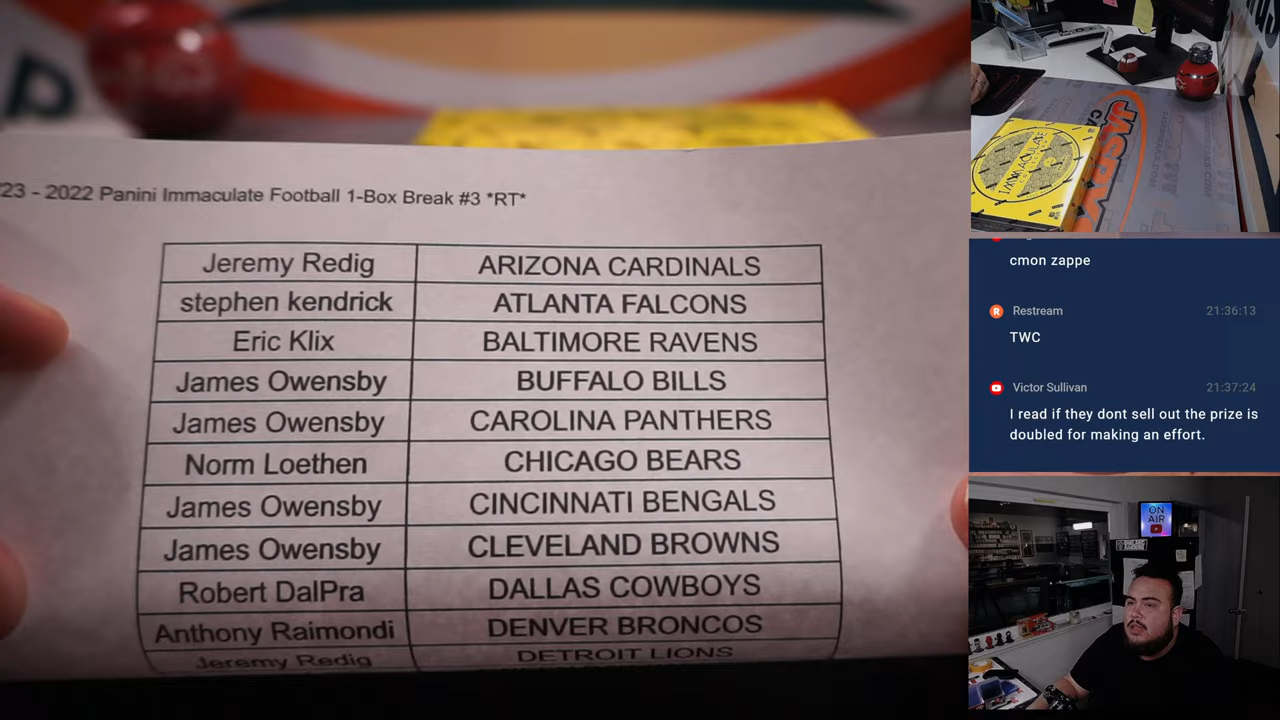 23 - 2022 Panini Immaculate Football 1-Box Break #3 *RT*
Jeremy Redig ARIZONA CARDINALS
stephen kendrick ATLANTA FALCONS
Eric Klix BALTIMORE RAVENS
James Owensby BUFFALO BILLS
James Owensby CAROLINA PANTHERS
Norm Loethen CHICAGO BEARS
James Owensby CINCINNATI BENGALS
James Owensby CLEVELAND BROWNS
Robert DalPra DALLAS COWBOYS
Anthony Raimondi DENVER BRONCOS
Jeremy Redig DETROIT LIONS
IMMACULATE
JASPY
cmon zappe
Restream 21:36:13
TWC
Victor Sullivan 21:37:24
I read if they dont sell out the prize is
doubled for making an effort.
ON
AIR